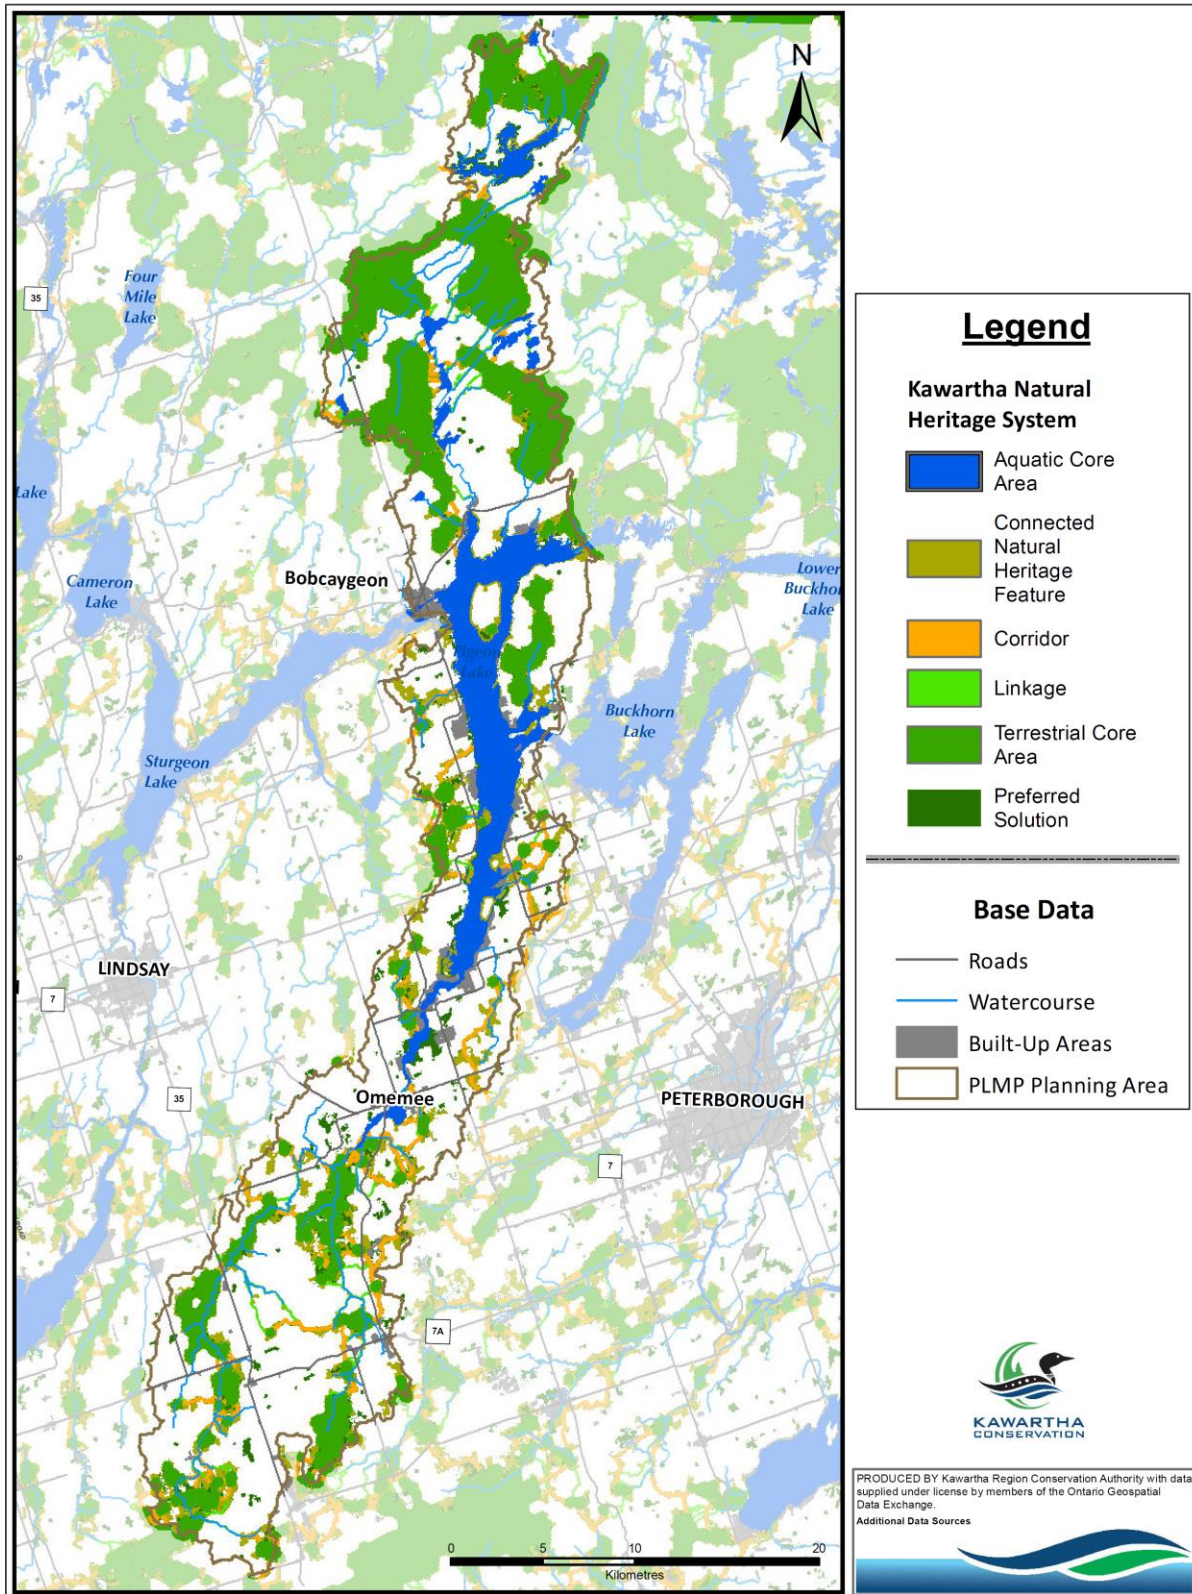 N
35
Four
Mile
Lake
Lake
Cameron
Lake
Bobcaygeon
Lower
Buckhor
Lake
Pigeon
Lake
Buckhorn
Lake
Sturgeon
Lake
LINDSAY
7
35
Omemee
PETERBOROUGH
7
7A
0 5 10 20
Kilometres
Legend
Kawartha Natural
Heritage System
Aquatic Core
Area
Connected
Natural
Heritage
Feature
Corridor
Linkage
Terrestrial Core
Area
Preferred
Solution
Base Data
Roads
Watercourse
Built-Up Areas
PLMP Planning Area
KAWARTHA
CONSERVATION
PRODUCED BY Kawartha Region Conservation Authority with data
supplied under license by members of the Ontario Geospatial
Data Exchange.
Additional Data Sources